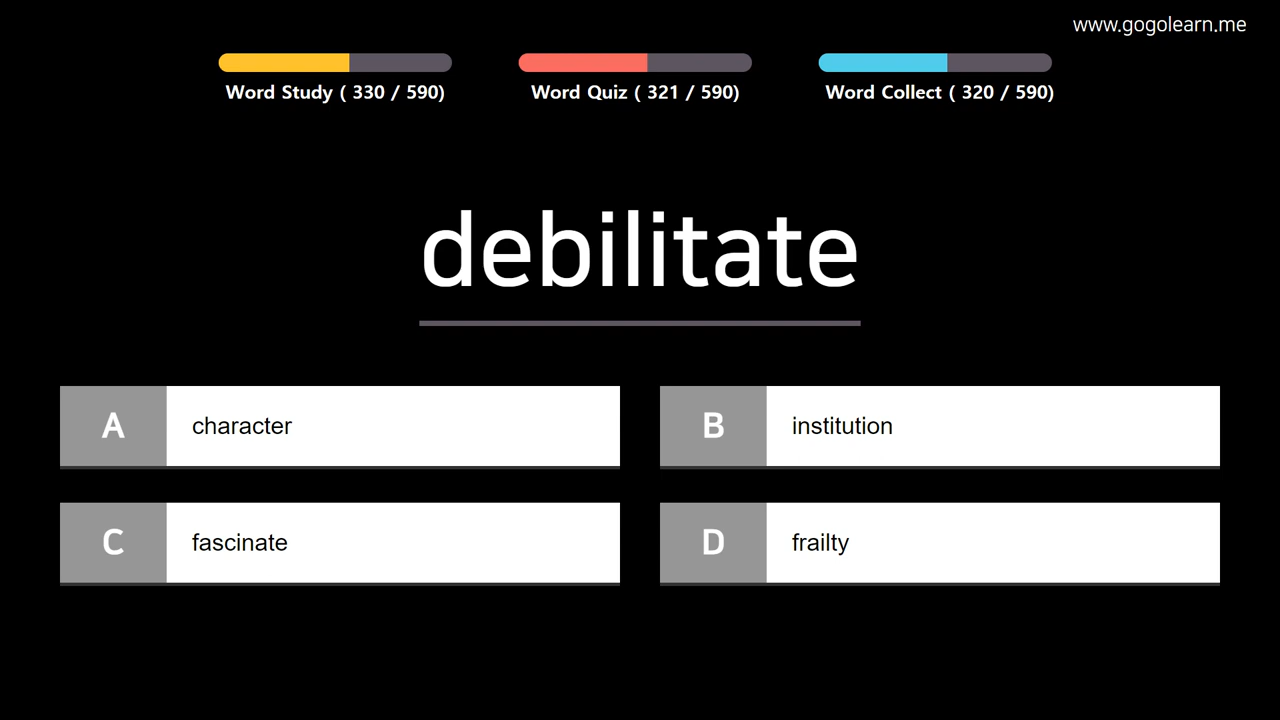 www.gogolearn.me
Word Study ( 330 / 590)
Word Quiz ( 321 / 590)
Word Collect ( 320 / 590)
debilitate
A character
B institution
C fascinate
D frailty